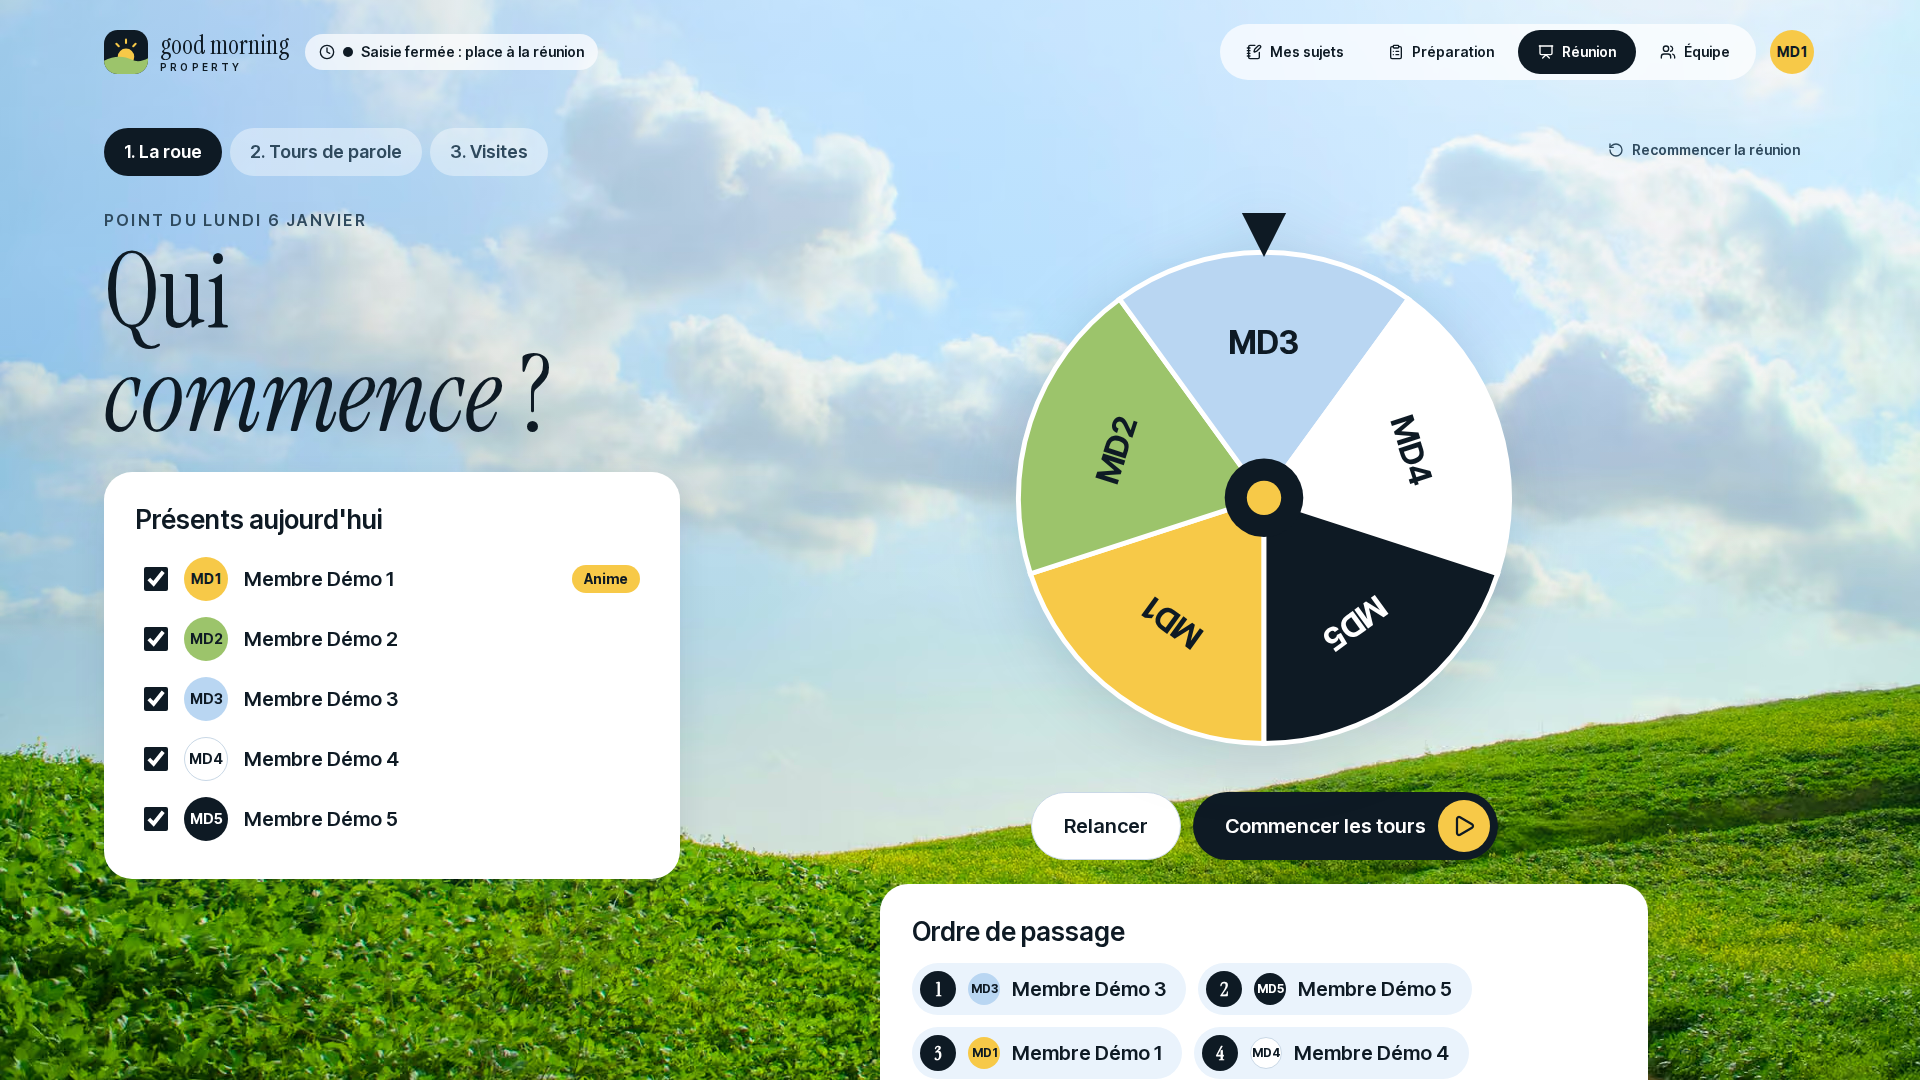 good morning
PROPERTY
Saisie fermée : place à la réunion
Mes sujets
Préparation
Réunion
Équipe
MD1
1. La roue
2. Tours de parole
3. Visites
Recommencer la réunion
POINT DU LUNDI 6 JANVIER
Qui
commence ?
Présents aujourd'hui
MD1 Membre Démo 1 Anime
MD2 Membre Démo 2
MD3 Membre Démo 3
MD4 Membre Démo 4
MD5 Membre Démo 5
MD3
MD2
MD4
MD1
MD5
Relancer
Commencer les tours
Ordre de passage
1 MD3 Membre Démo 3
2 MD5 Membre Démo 5
3 MD1 Membre Démo 1
4 MD4 Membre Démo 4